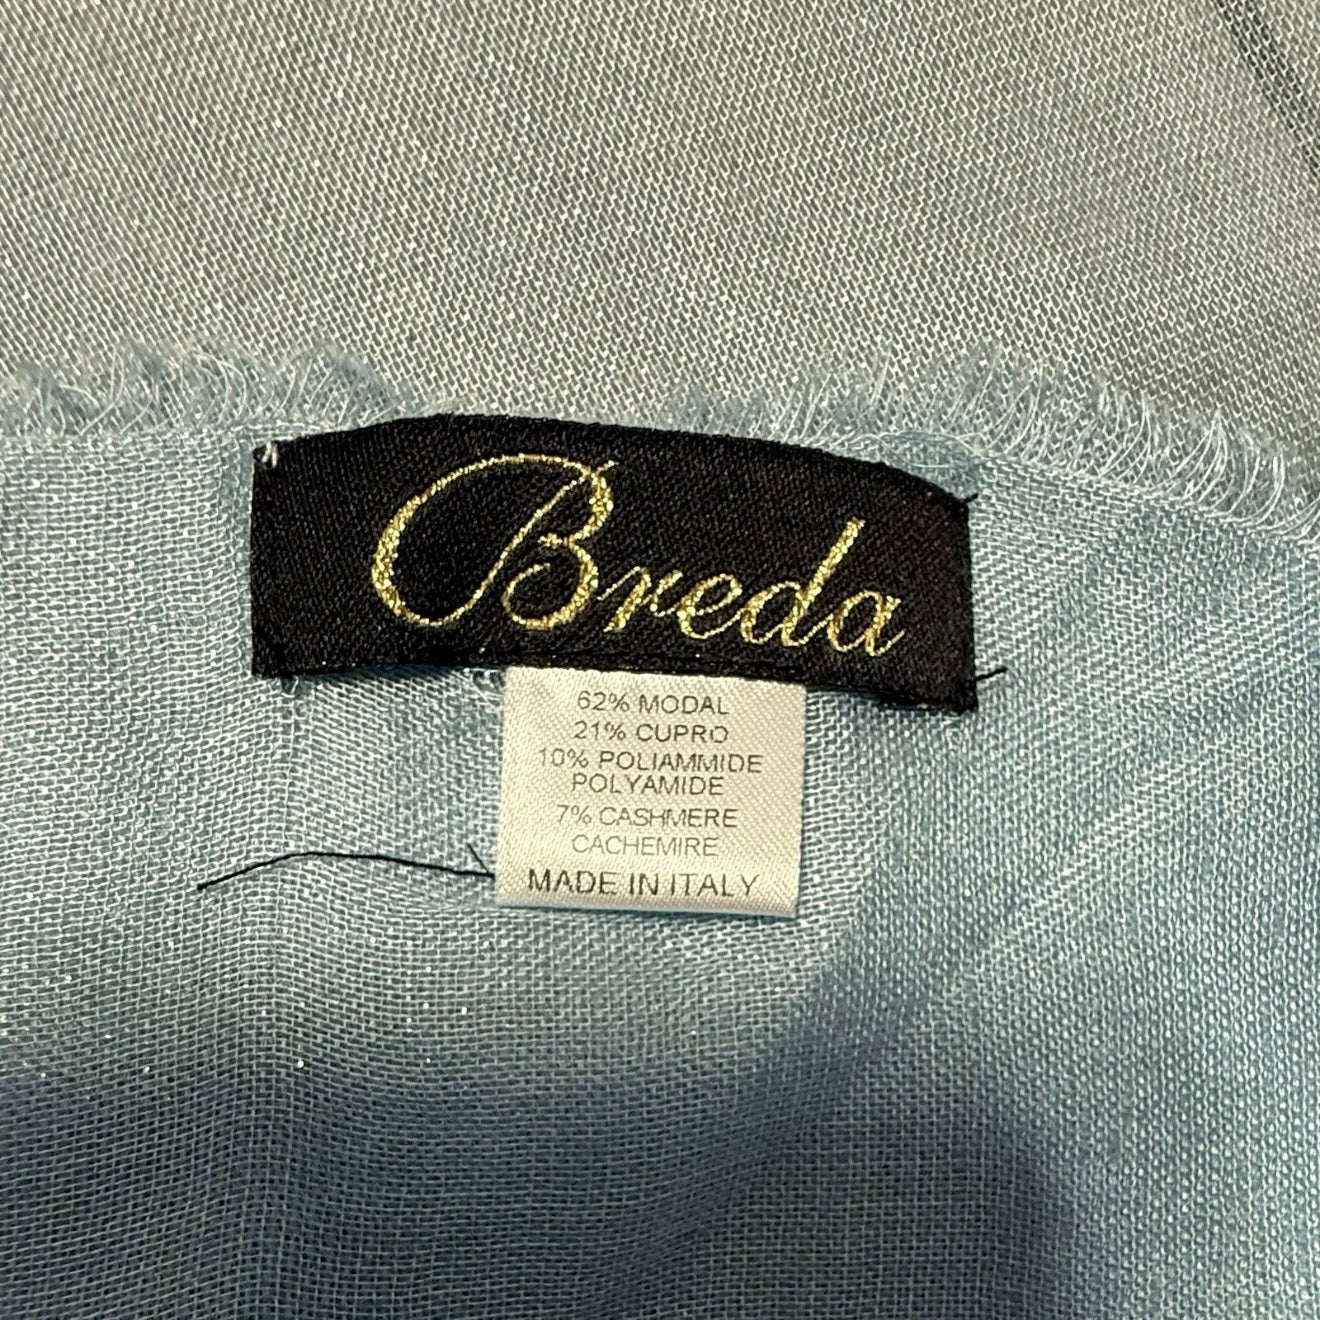 Breda
62% MODAL
21% CUPRO
10% POLIAMMIDE
POLYAMIDE
7% CASHMERE
CACHEMIRE
MADE IN ITALY